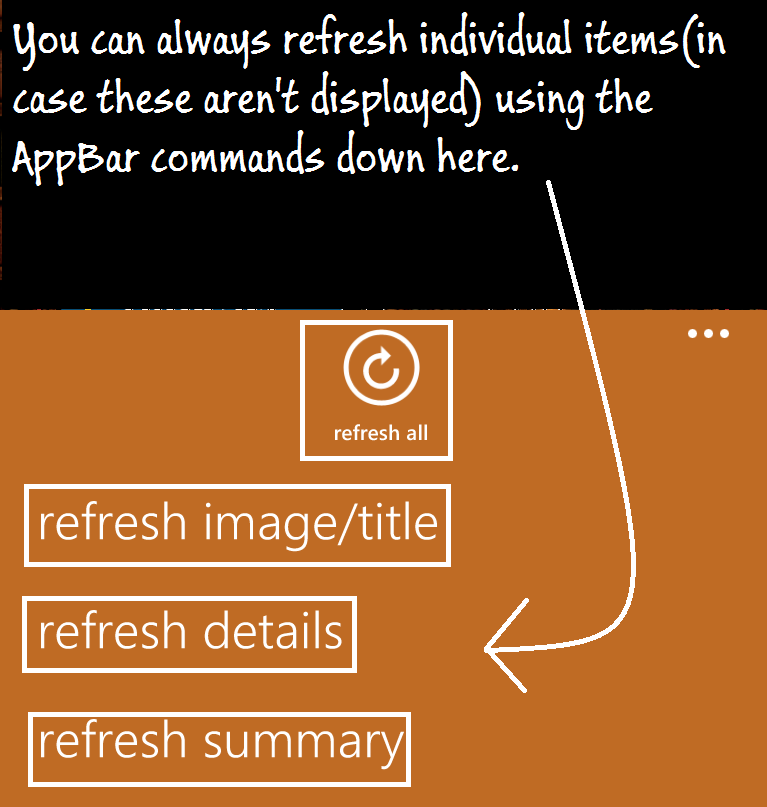 You can always refresh individual items(in
case these aren't displayed) using the
AppBar commands down here.
refresh all
refresh image/title
refresh details
refresh summary